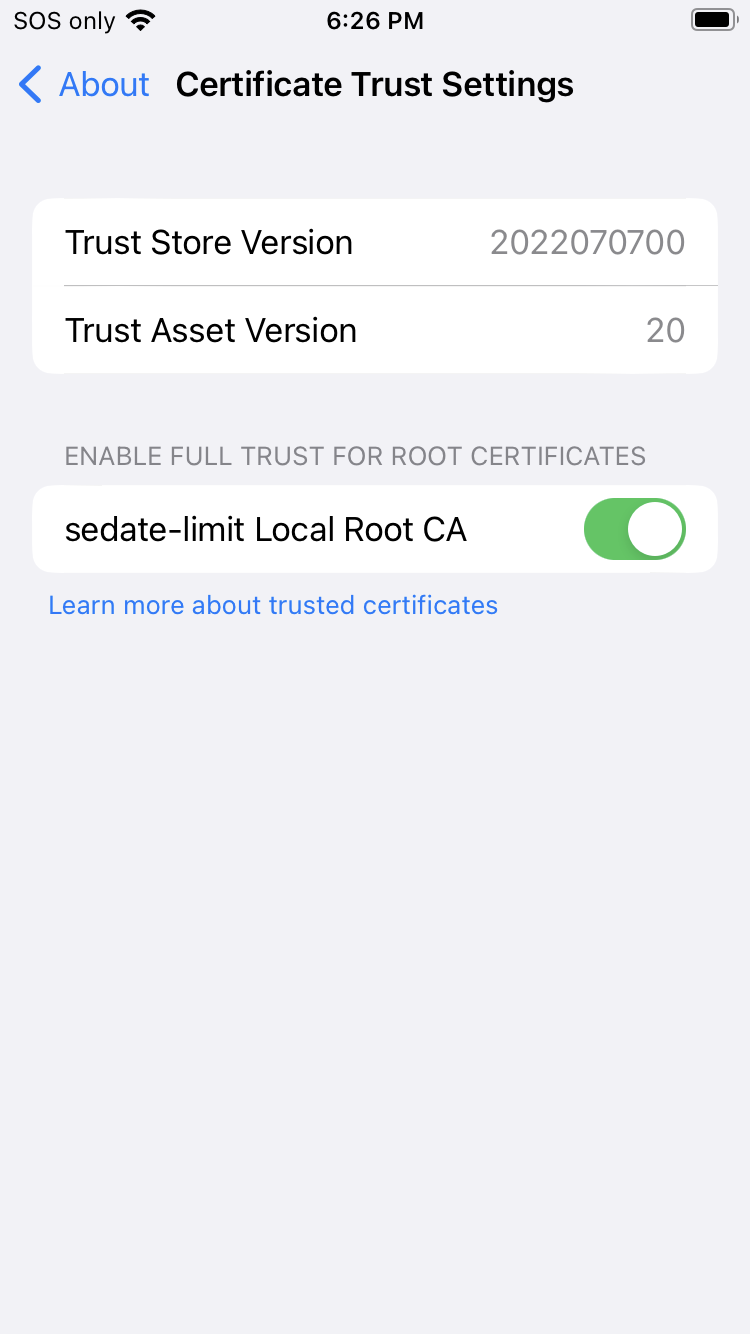 SOS only 6:26 PM
About Certificate Trust Settings
Trust Store Version 2022070700
Trust Asset Version 20
ENABLE FULL TRUST FOR ROOT CERTIFICATES
sedate-limit Local Root CA
Learn more about trusted certificates